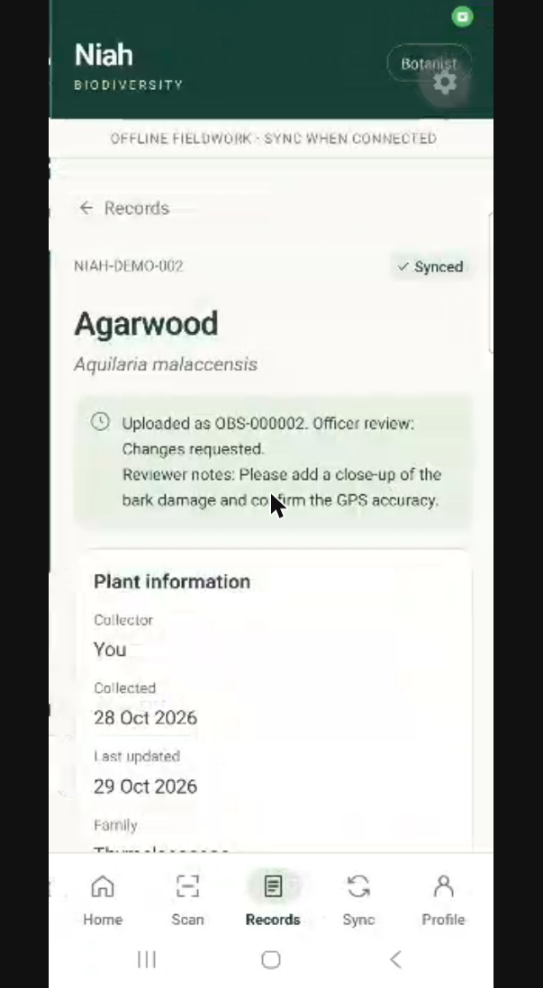 Niah
BIODIVERSITY
Botanist
OFFLINE FIELDWORK · SYNC WHEN CONNECTED
← Records
NIAH-DEMO-002
✓ Synced
Agarwood
Aquilaria malaccensis
Uploaded as OBS-000002. Officer review:
Changes requested.
Reviewer notes: Please add a close-up of the
bark damage and confirm the GPS accuracy.
Plant information
Collector
You
Collected
28 Oct 2026
Last updated
29 Oct 2026
Family
Home
Scan
Records
Sync
Profile